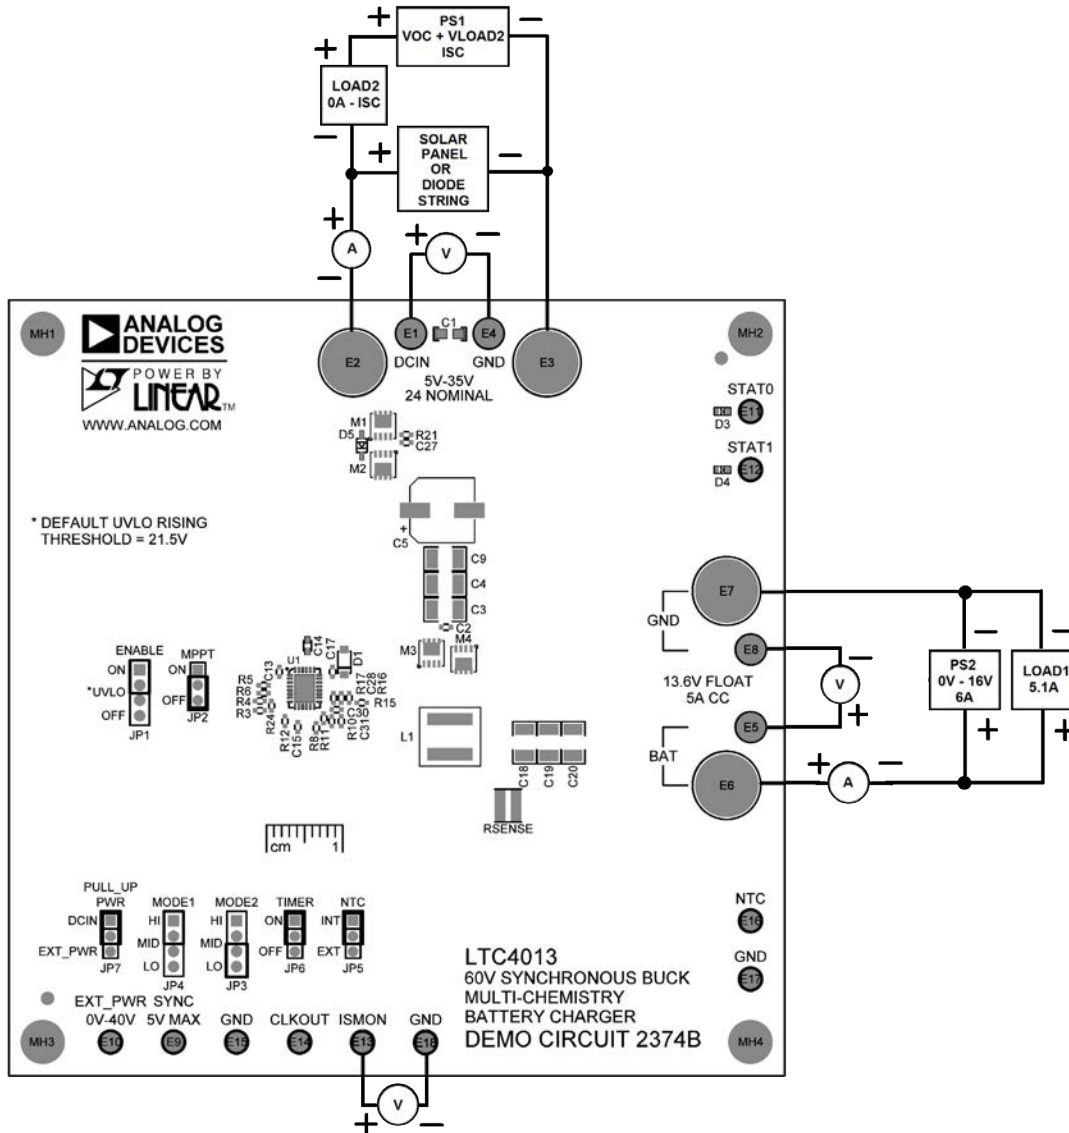 +
PS1
VOC + VLOAD2
ISC
−
+
LOAD2
0A - ISC
−
+
SOLAR
PANEL
OR
DIODE
STRING
−
+
A
−
+
V
−
MH1
ANALOG
DEVICES
POWER BY
LINEAR™
WWW.ANALOG.COM
E2
E1
C1
E4
E3
DCIN
GND
5V-35V
24 NOMINAL
MH2
STAT0
E11
D3
STAT1
E12
D4
M1
D5
R21
C27
M2
+
C5
C9
C4
C3
C2
M3
M4
* DEFAULT UVLO RISING
THRESHOLD = 21.5V
ENABLE
ON
*UVLO
OFF
JP1
MPPT
ON
OFF
JP2
C13
U1
C14
C17
D1
R5
R6
R4
R3
R24
R12
C15
R8
R11
R10
C31
C30
R17
C28
R16
R15
L1
C18
C19
C20
RSENSE
E7
GND
E8
13.6V FLOAT
5A CC
E5
BAT
E6
−
V
+
−
PS2
0V - 16V
6A
+
−
LOAD1
5.1A
+
+
A
−
cm
1
PULL_UP
PWR
DCIN
EXT_PWR
JP7
MODE1
HI
MID
LO
JP4
MODE2
HI
MID
LO
JP3
TIMER
ON
OFF
JP6
NTC
INT
EXT
JP5
NTC
E16
GND
E17
LTC4013
60V SYNCHRONOUS BUCK
MULTI-CHEMISTRY
BATTERY CHARGER
DEMO CIRCUIT 2374B
MH3
EXT_PWR
0V-40V
E10
SYNC
5V MAX
E9
GND
E15
CLKOUT
E14
ISMON
E13
GND
E18
MH4
+
V
−